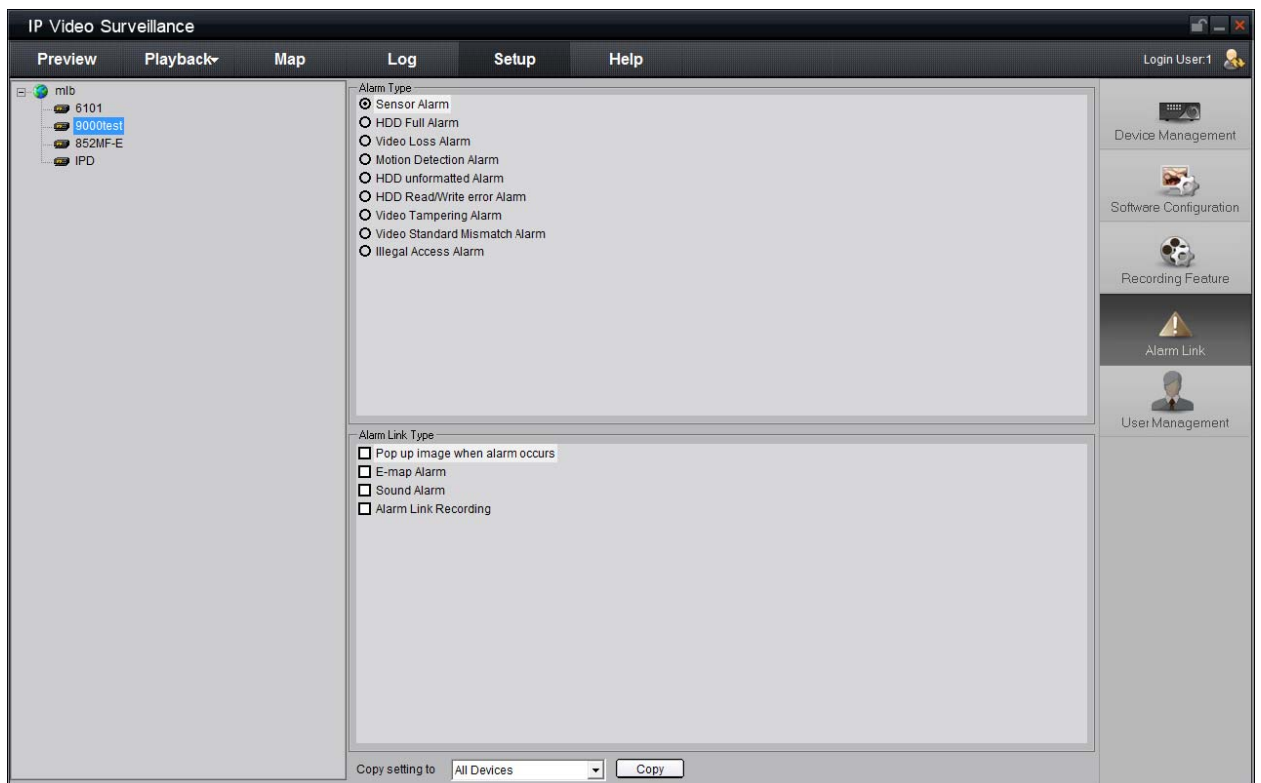 IP Video Surveillance
Preview Playback Map Log Setup Help Login User:1
mlb
6101
9000test
852MF-E
IPD
Alarm Type
Sensor Alarm
HDD Full Alarm
Video Loss Alarm
Motion Detection Alarm
HDD unformatted Alarm
HDD Read/Write error Alarm
Video Tampering Alarm
Video Standard Mismatch Alarm
Illegal Access Alarm
Alarm Link Type
Pop up image when alarm occurs
E-map Alarm
Sound Alarm
Alarm Link Recording
Copy setting to All Devices Copy
Device Management
Software Configuration
Recording Feature
Alarm Link
User Management